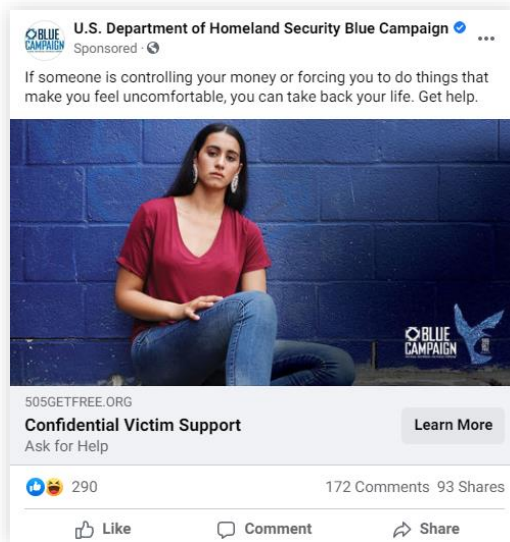 BLUE
CAMPAIGN
U.S. Department of Homeland Security Blue Campaign
Sponsored ·
If someone is controlling your money or forcing you to do things that
make you feel uncomfortable, you can take back your life. Get help.
BLUE
CAMPAIGN
505GETFREE.ORG
Confidential Victim Support
Ask for Help
Learn More
290
172 Comments 93 Shares
Like
Comment
Share